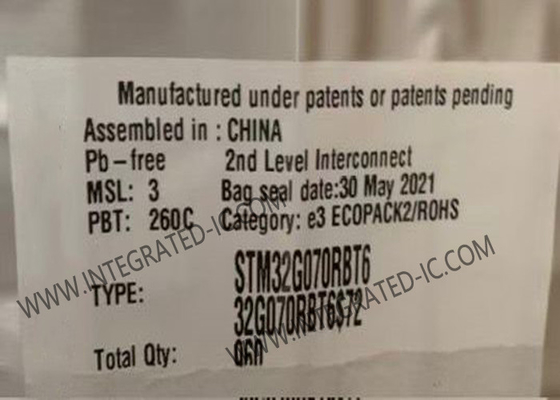 Manufactured under patents or patents pending
Assembled in : CHINA
Pb-free 2nd Level Interconnect
MSL: 3 Bag seal date:30 May 2021
PBT: 260C Category: e3 ECOPACK2/ROHS
TYPE: STM32G070RBT6
32G070RBT6$72
Total Qty: 960
WWW.INTEGRATED-IC.COM
WWW.INTEGRATED-IC.COM